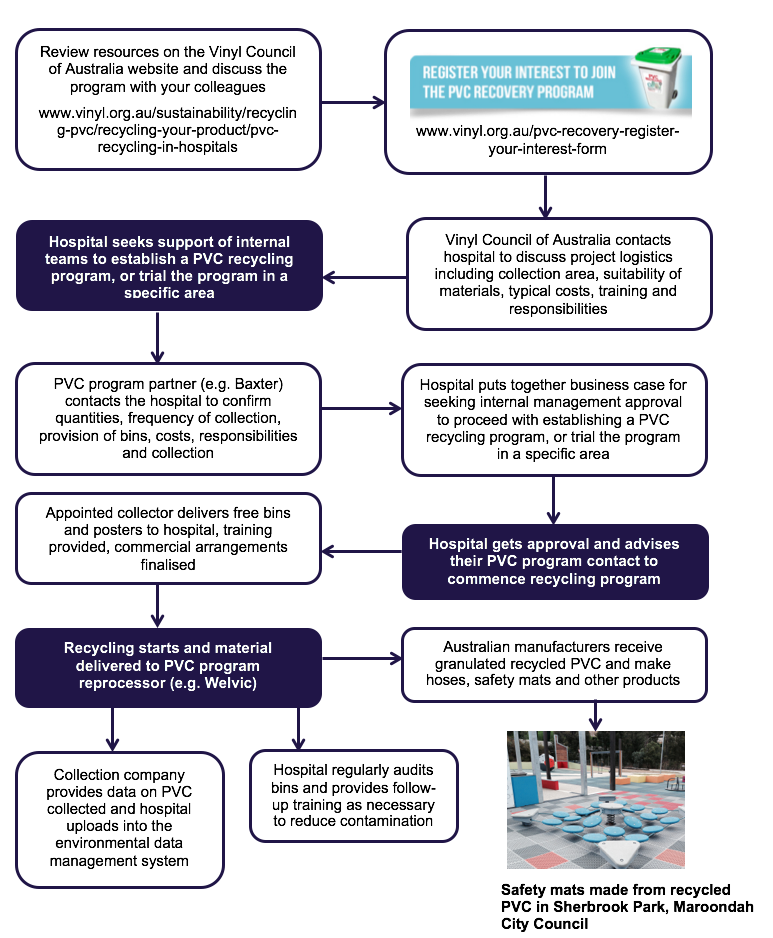 Review resources on the Vinyl Council
of Australia website and discuss the
program with your colleagues
www.vinyl.org.au/sustainability/recyclin
g-pvc/recycling-your-product/pvc-
recycling-in-hospitals
REGISTER YOUR INTEREST TO JOIN
THE PVC RECOVERY PROGRAM
www.vinyl.org.au/pvc-recovery-register-
your-interest-form
Vinyl Council of Australia contacts
hospital to discuss project logistics
including collection area, suitability of
materials, typical costs, training and
responsibilities
Hospital seeks support of internal
teams to establish a PVC recycling
program, or trial the program in a
specific area
PVC program partner (e.g. Baxter)
contacts the hospital to confirm
quantities, frequency of collection,
provision of bins, costs, responsibilities
and collection
Hospital puts together business case for
seeking internal management approval
to proceed with establishing a PVC
recycling program, or trial the program
in a specific area
Hospital gets approval and advises
their PVC program contact to
commence recycling program
Appointed collector delivers free bins
and posters to hospital, training
provided, commercial arrangements
finalised
Recycling starts and material
delivered to PVC program
reprocessor (e.g. Welvic)
Australian manufacturers receive
granulated recycled PVC and make
hoses, safety mats and other products
Collection company
provides data on PVC
collected and hospital
uploads into the
environmental data
management system
Hospital regularly audits
bins and provides follow-
up training as necessary
to reduce contamination
Safety mats made from recycled
PVC in Sherbrook Park, Maroondah
City Council